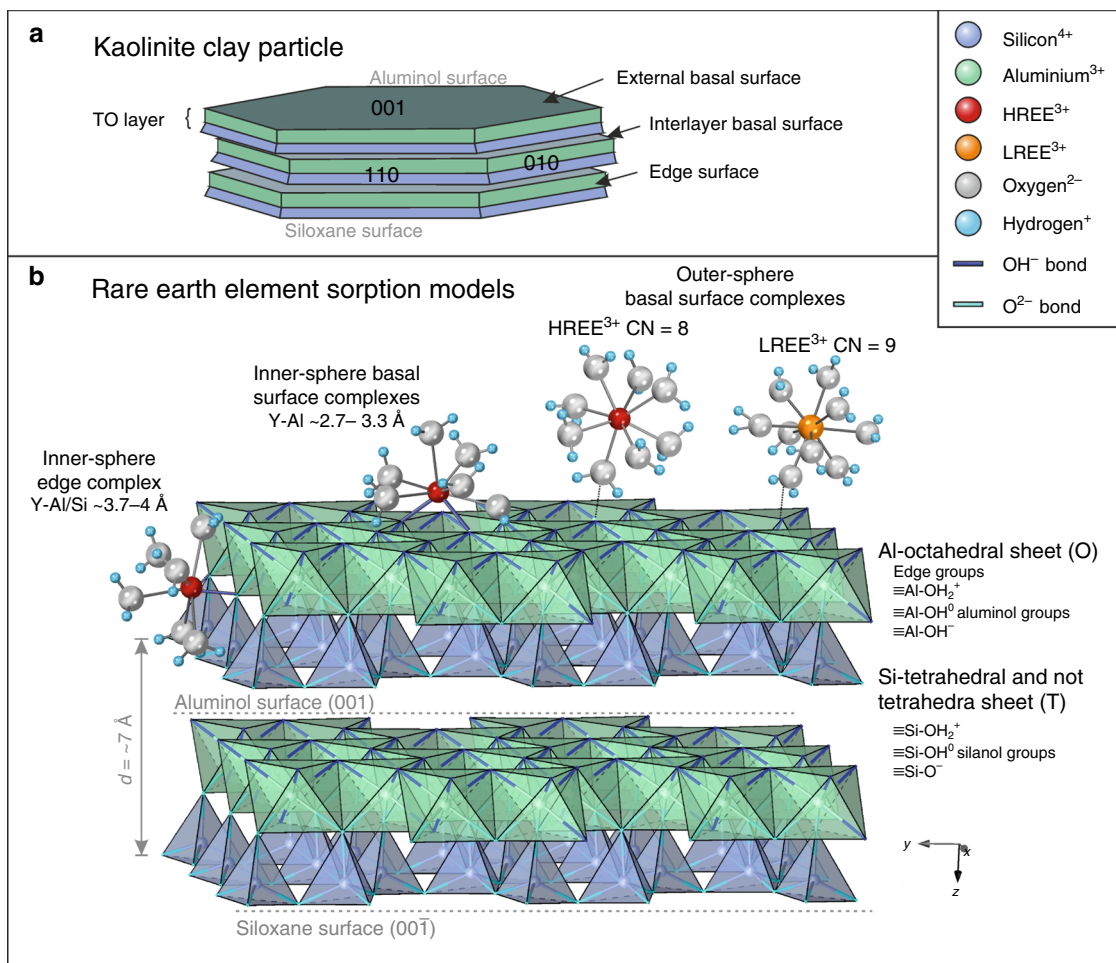 a
Kaolinite clay particle
Aluminol surface
External basal surface
001
TO layer
{
Interlayer basal surface
010
110
Edge surface
Siloxane surface
Silicon⁴⁺
Aluminium³⁺
HREE³⁺
LREE³⁺
Oxygen²⁻
Hydrogen⁺
OH⁻ bond
O²⁻ bond
b
Rare earth element sorption models
Outer-sphere
basal surface complexes
HREE³⁺ CN = 8
LREE³⁺ CN = 9
Inner-sphere basal
surface complexes
Y-Al ~2.7– 3.3 Å
Inner-sphere
edge complex
Y-Al/Si ~3.7–4 Å
Al-octahedral sheet (O)
Edge groups
≡Al-OH₂⁺
≡Al-OH⁰ aluminol groups
≡Al-OH⁻
Si-tetrahedral and not
tetrahedra sheet (T)
≡Si-OH₂⁺
≡Si-OH⁰ silanol groups
≡Si-O⁻
Aluminol surface (001)
d = ~7 Å
Siloxane surface (001̄)
y
x
z